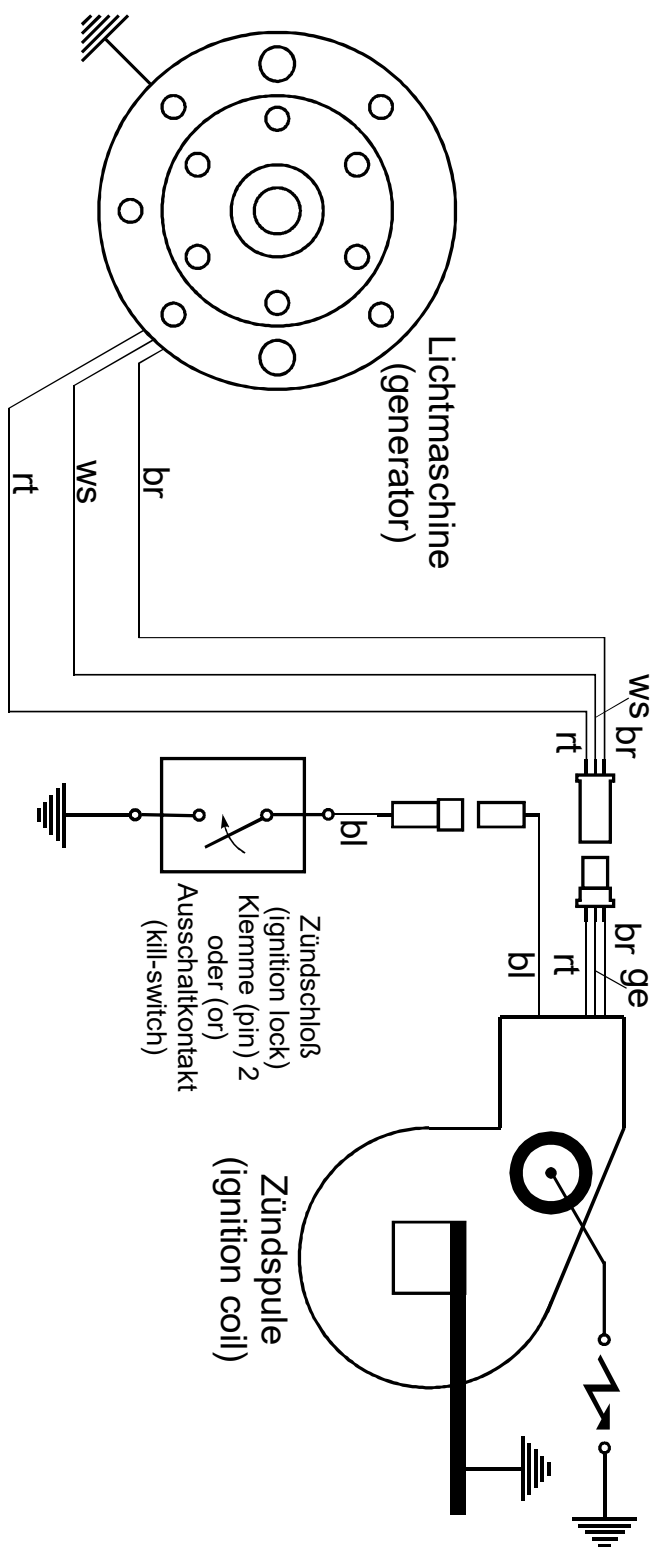 Lichtmaschine
(generator)
br
ws
rt
ws
br
rt
bl
Zündschloß
(ignition lock)
Klemme (pin) 2
oder (or)
Ausschaltkontakt
(kill-switch)
ge
br
rt
bl
Zündspule
(ignition coil)